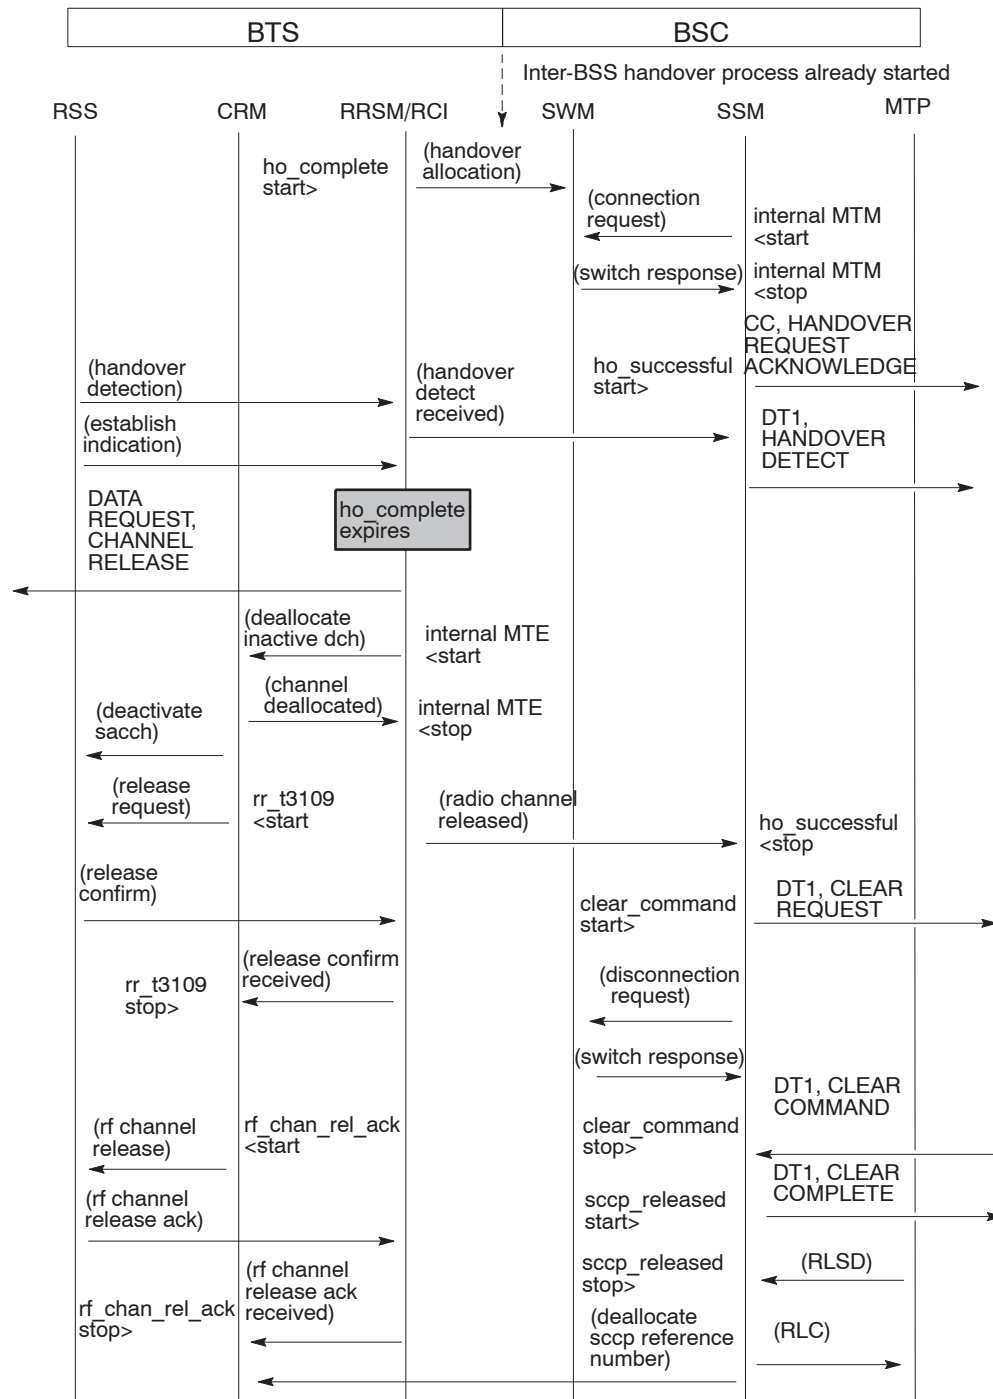 BTS
BSC
Inter-BSS handover process already started
RSS
CRM
RRSM/RCI
SWM
SSM
MTP
ho_complete
start>
(handover
allocation)
(connection
request)
internal MTM
<start
(switch response)
internal MTM
<stop
CC, HANDOVER
REQUEST
ACKNOWLEDGE
(handover
detection)
(handover
detect
received)
ho_successful
start>
(establish
indication)
DT1,
HANDOVER
DETECT
DATA
REQUEST,
CHANNEL
RELEASE
ho_complete
expires
(deallocate
inactive dch)
internal MTE
<start
(channel
deallocated)
internal MTE
<stop
(deactivate
sacch)
(release
request)
rr_t3109
<start
(radio channel
released)
ho_successful
<stop
(release
confirm)
clear_command
start>
DT1, CLEAR
REQUEST
(release confirm
received)
rr_t3109
stop>
(disconnection
request)
(switch response)
DT1, CLEAR
COMMAND
(rf channel
release)
rf_chan_rel_ack
<start
clear_command
stop>
DT1, CLEAR
COMPLETE
(rf channel
release ack)
sccp_released
start>
(rf channel
release ack
received)
sccp_released
stop>
(RLSD)
rf_chan_rel_ack
stop>
(deallocate
sccp reference
number)
(RLC)